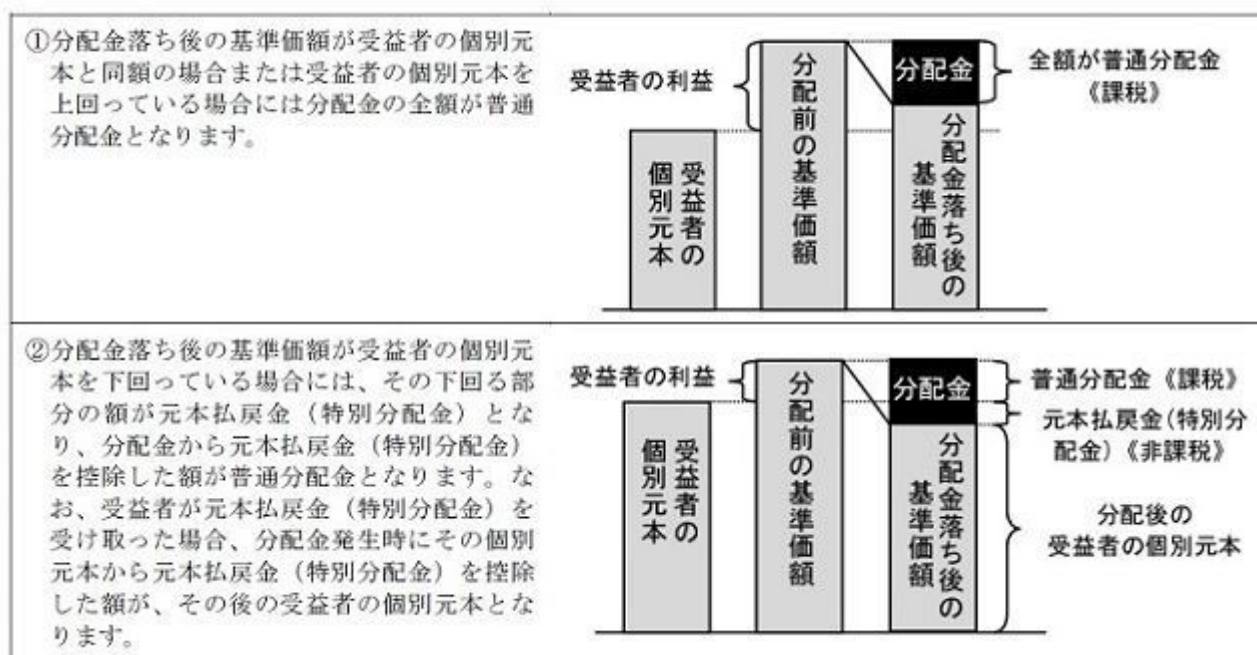 ①分配金落ち後の基準価額が受益者の個別元
本と同額の場合または受益者の個別元本を
上回っている場合には分配金の全額が普通
分配金となります。
受益者の利益
受益者の
個別元本
分配前の基準価額
分配金
分配金落ち後の
基準価額
全額が普通分配金
《課税》
②分配金落ち後の基準価額が受益者の個別元
本を下回っている場合には、その下回る部
分の額が元本払戻金（特別分配金）とな
り、分配金から元本払戻金（特別分配金）
を控除した額が普通分配金となります。な
お、受益者が元本払戻金（特別分配金）を
受け取った場合、分配金発生時にその個別
元本から元本払戻金（特別分配金）を控除
した額が、その後の受益者の個別元本とな
ります。
受益者の利益
受益者の
個別元本
分配前の基準価額
分配金
分配金落ち後の
基準価額
普通分配金《課税》
元本払戻金(特別分
配金)《非課税》
分配後の
受益者の個別元本